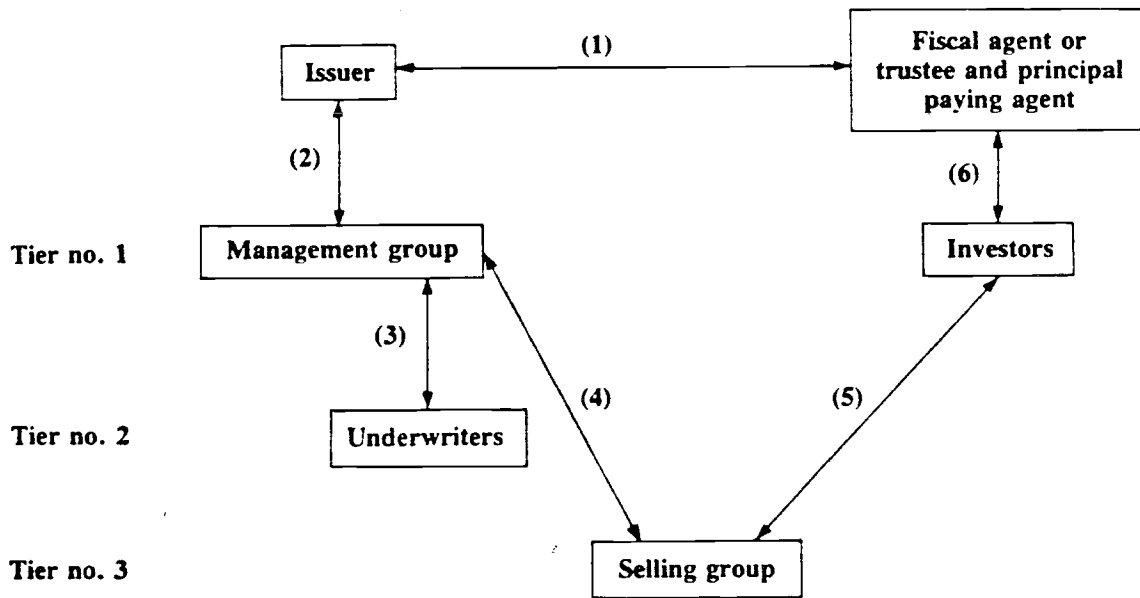 (1)
Issuer
Fiscal agent or
trustee and principal
paying agent
(2)
(6)
Tier no. 1
Management group
Investors
(3)
(4)
(5)
Tier no. 2
Underwriters
Tier no. 3
Selling group